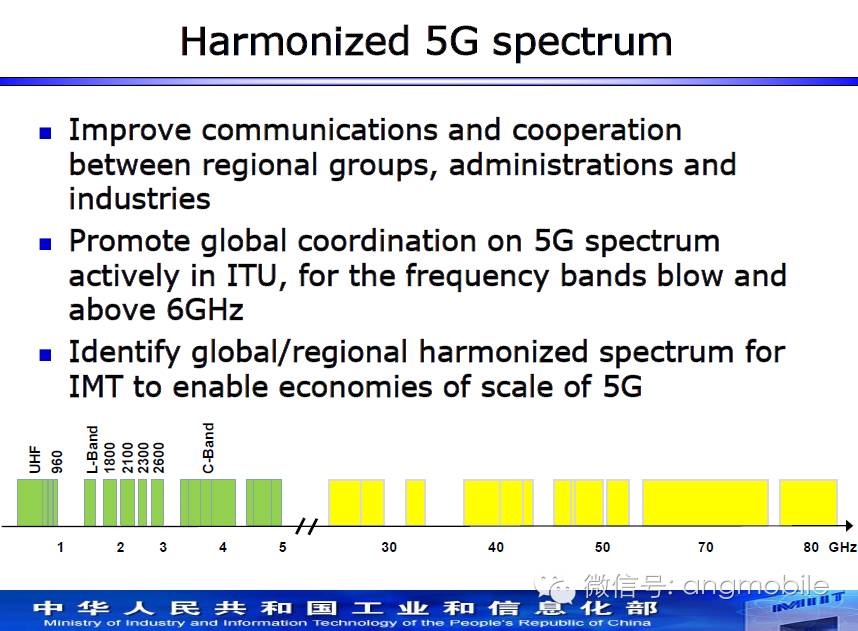 Harmonized 5G spectrum
Improve communications and cooperation
between regional groups, administrations and
industries
Promote global coordination on 5G spectrum
actively in ITU, for the frequency bands blow and
above 6GHz
Identify global/regional harmonized spectrum for
IMT to enable economies of scale of 5G
UHF 960 L-Band 1800 2100 2300 2600 C-Band
1 2 3 4 5 30 40 50 70 80 GHz
微信号: angmobile
中华人民共和国工业和信息化部
Ministry of Industry and Information Technology of the People's Republic of China